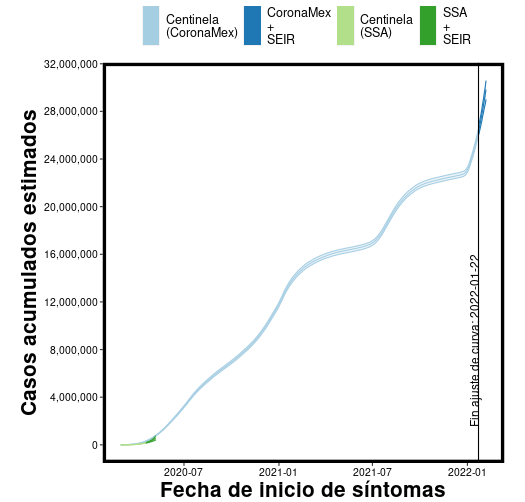 Centinela
(CoronaMex)
CoronaMex
+
SEIR
Centinela
(SSA)
SSA
+
SEIR
32,000,000
28,000,000
24,000,000
20,000,000
16,000,000
12,000,000
8,000,000
4,000,000
0
Casos acumulados estimados
Fin ajuste de curva: 2022-01-22
2020-07
2021-01
2021-07
2022-01
Fecha de inicio de síntomas